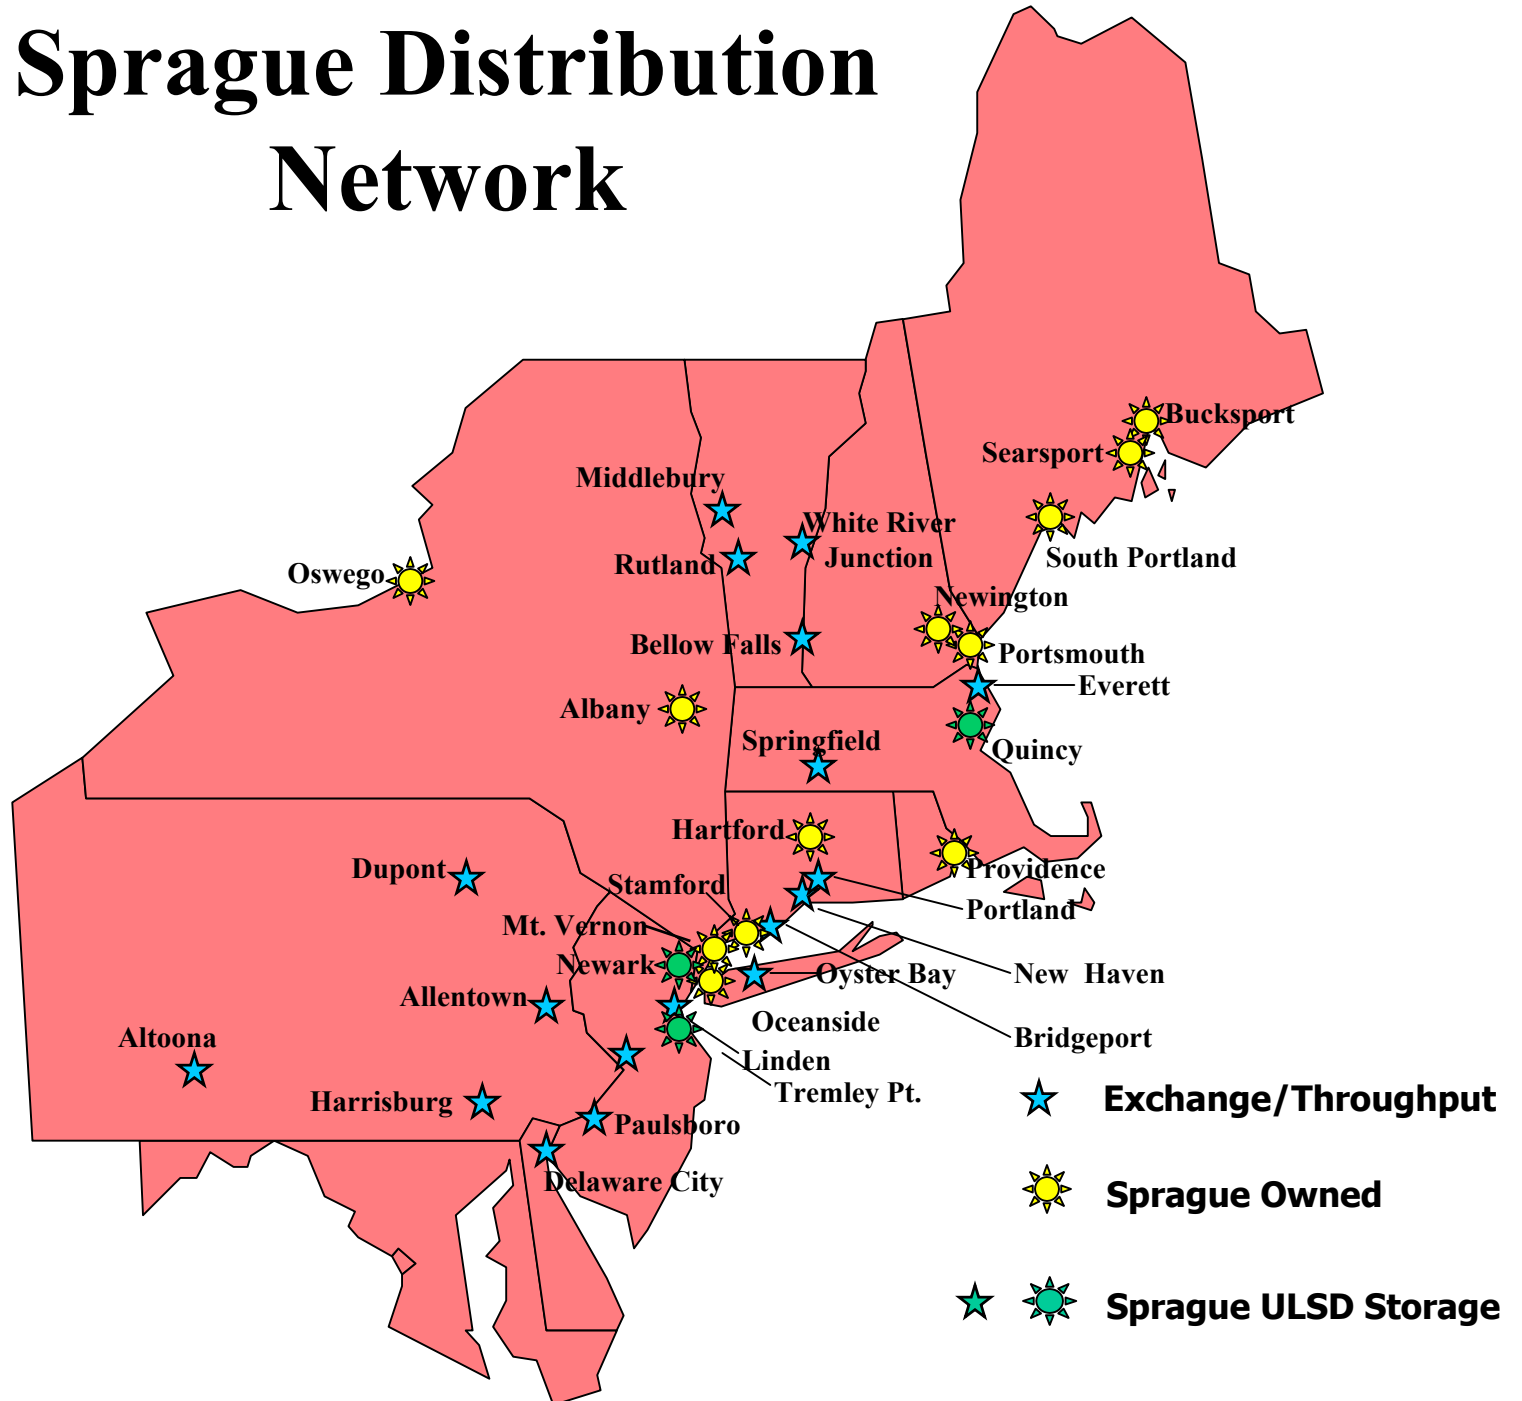 Sprague Distribution
Network
Bucksport
Searsport
Middlebury
White River
Junction
South Portland
Rutland
Oswego
Newington
Bellow Falls
Portsmouth
Everett
Albany
Springfield
Quincy
Hartford
Dupont
Providence
Stamford
Portland
Mt. Vernon
Newark
Oyster Bay
New  Haven
Allentown
Oceanside
Altoona
Bridgeport
Linden
Tremley Pt.
Harrisburg
Paulsboro
Delaware City
Exchange/Throughput
Sprague Owned
Sprague ULSD Storage